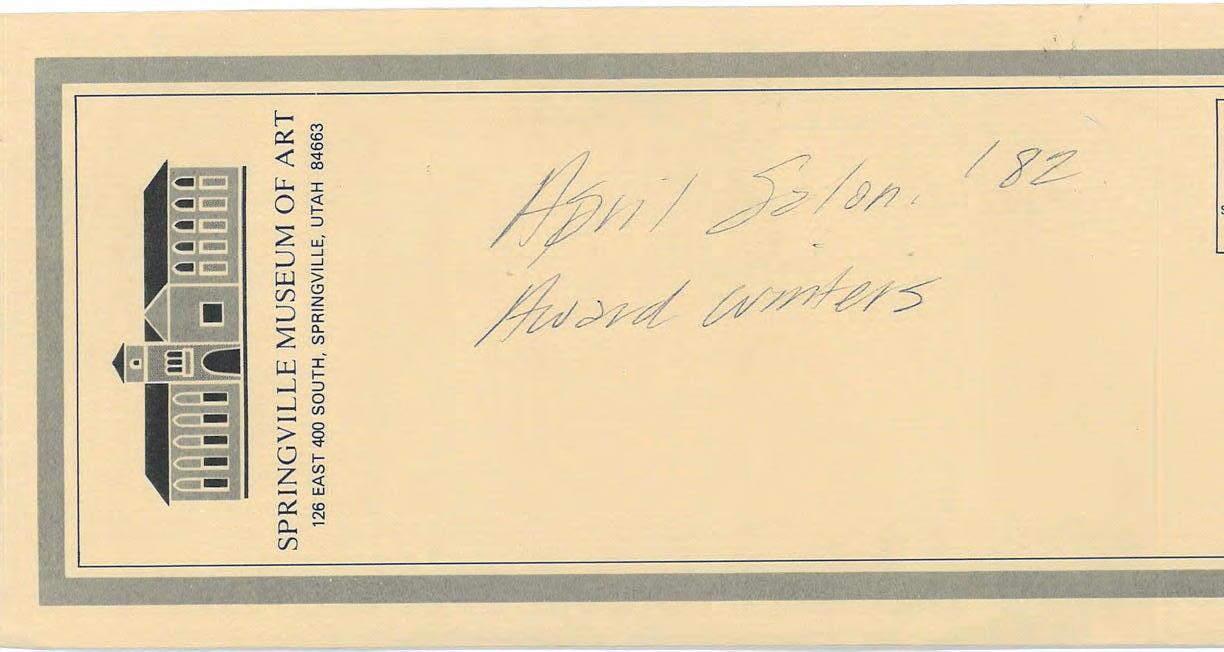 SPRINGVILLE MUSEUM OF ART
126 EAST 400 SOUTH, SPRINGVILLE, UTAH 84663
April Salon. '82
Award winters